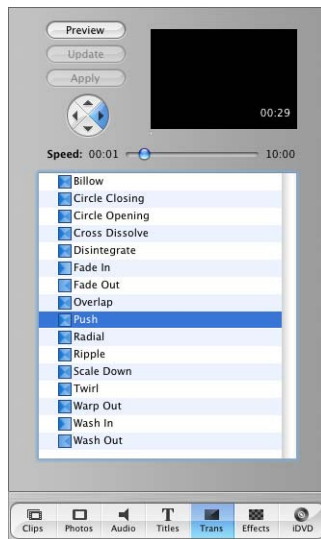 Preview
Update
Apply
00:29
Speed: 00:01 10:00
Billow
Circle Closing
Circle Opening
Cross Dissolve
Disintegrate
Fade In
Fade Out
Overlap
Push
Radial
Ripple
Scale Down
Twirl
Warp Out
Wash In
Wash Out
T
Clips Photos Audio Titles Trans Effects iDVD